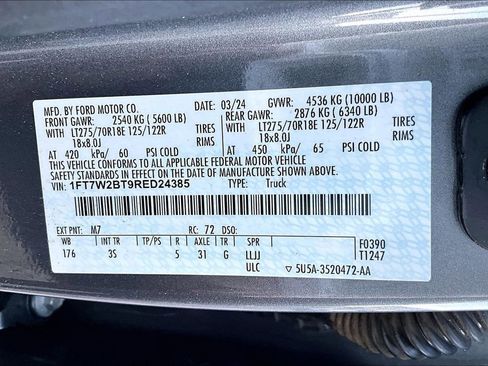 MFD. BY FORD MOTOR CO. 03/24 GVWR: 4536 KG (10000 LB)
FRONT GAWR: 2540 KG ( 5600 LB) REAR GAWR: 2876 KG ( 6340 LB)
WITH LT275/70R18E 125/122R TIRES WITH LT275/70R18E 125/122R TIRES
18x8.0J RIMS 18x8.0J RIMS
AT 420 kPa/ 60 PSI COLD AT 450 kPa/ 65 PSI COLD
THIS VEHICLE CONFORMS TO ALL APPLICABLE FEDERAL MOTOR VEHICLE
SAFETY STANDARDS IN EFFECT ON THE DATE OF MANUFACTURE SHOWN ABOVE.
VIN: 1FT7W2BT9RED24385 TYPE: Truck
EXT PNT: M7 RC: 72 DSO:
WB INT TR TP/PS R AXLE TR SPR F0390
176 3S 5 31 G LLJJ T1247
ULC 5U5A-3520472-AA